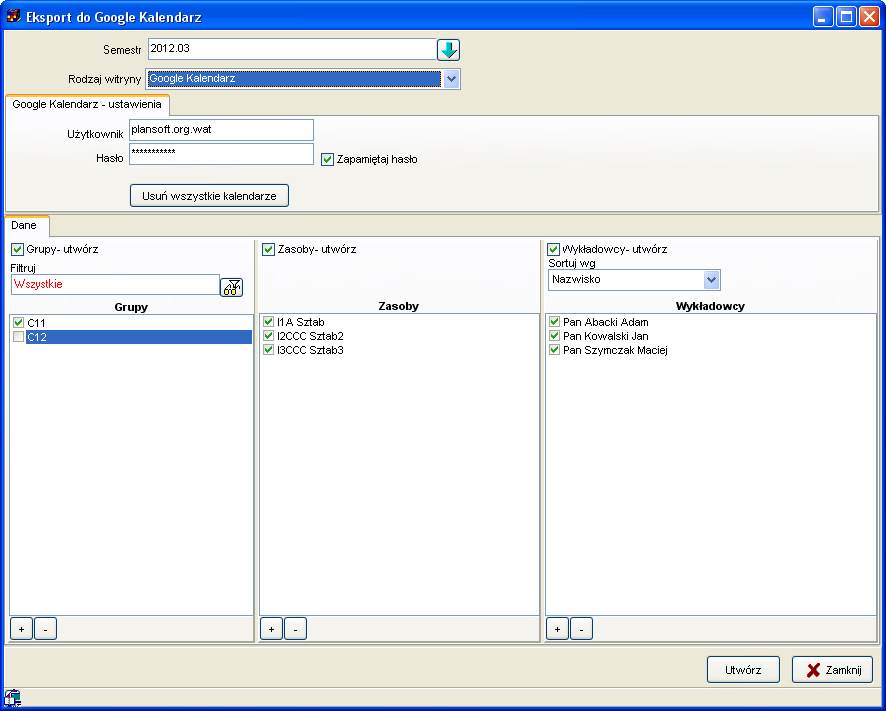 Eksport do Google Kalendarz
Semestr 2012.03
Rodzaj witryny Google Kalendarz
Google Kalendarz - ustawienia
Użytkownik plansoft.org.wat
Hasło ***********
Zapamiętaj hasło
Usuń wszystkie kalendarze
Dane
Grupy- utwórz
Filtruj
Wszystkie
Grupy
C11
C12
+ -
Zasoby- utwórz
Zasoby
I1A Sztab
I2CCC Sztab2
I3CCC Sztab3
+ -
Wykładowcy- utwórz
Sortuj wg
Nazwisko
Wykładowcy
Pan Abacki Adam
Pan Kowalski Jan
Pan Szymczak Maciej
+ -
Utwórz
Zamknij